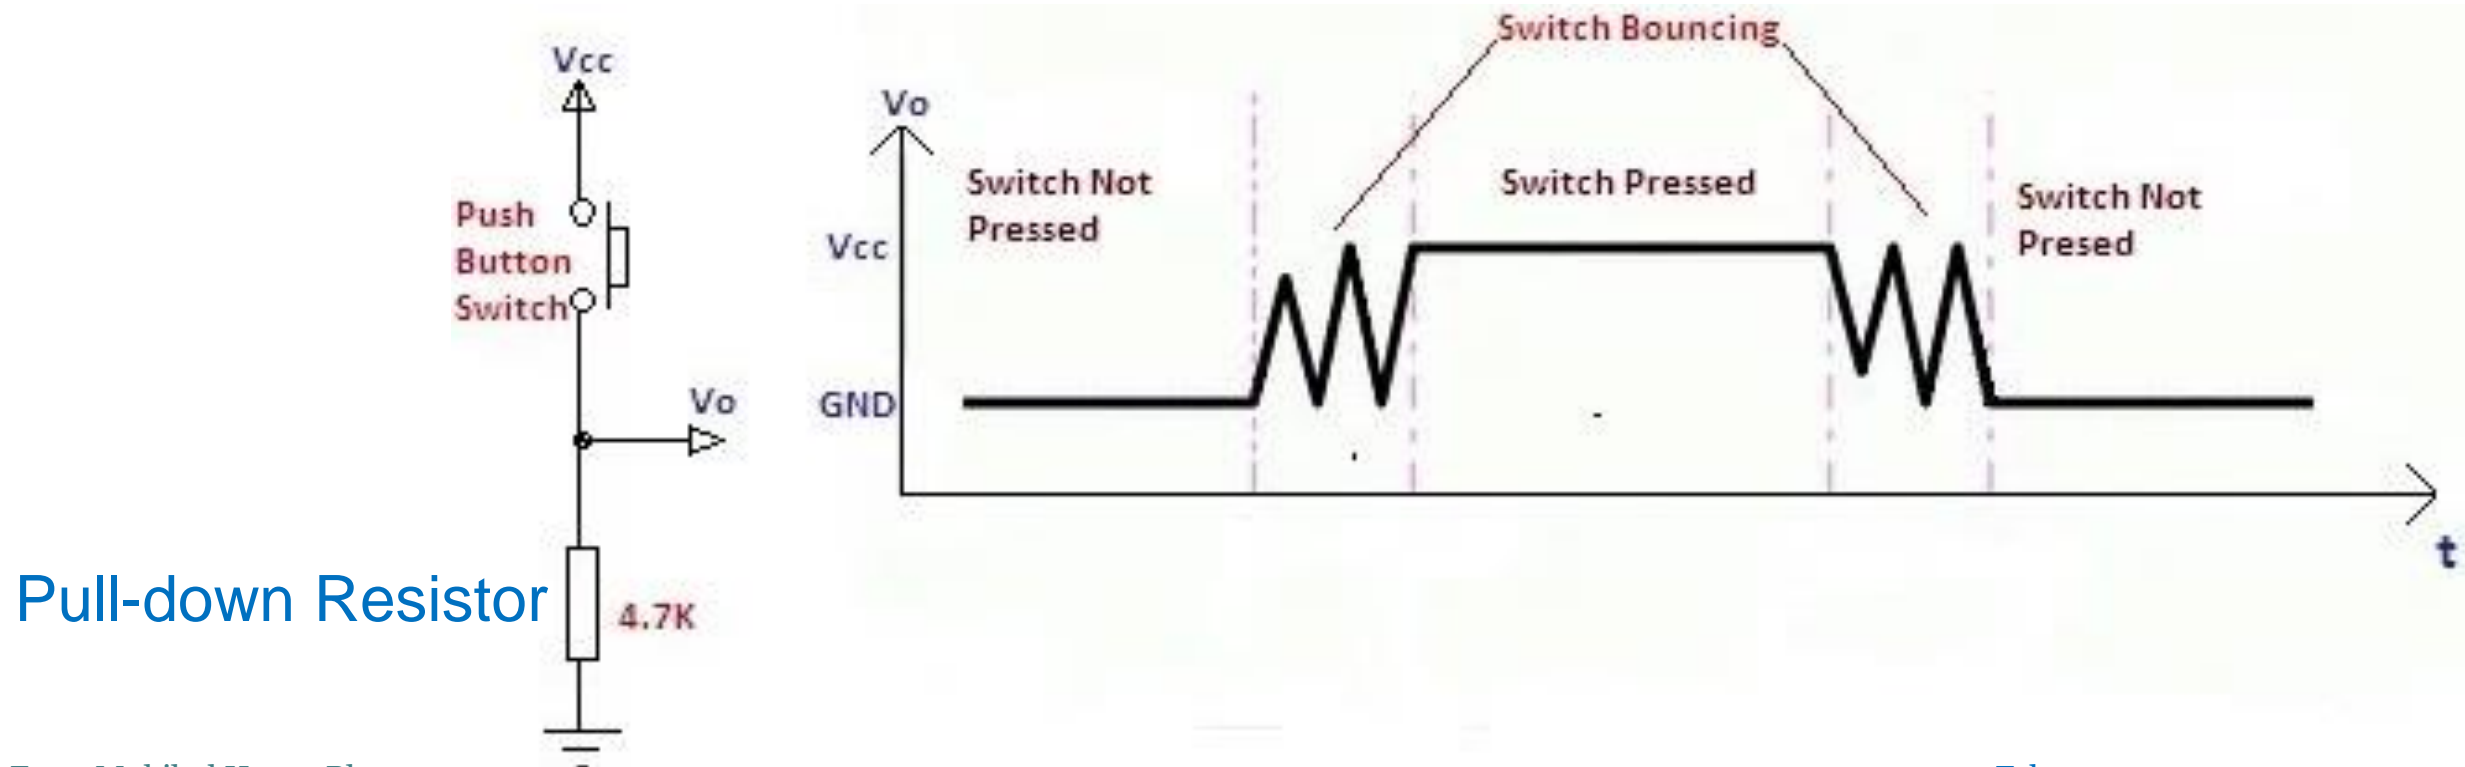 Switch Bouncing
Vcc
Vo
Switch Not
Pressed
Switch Pressed
Switch Not
Presed
Push
Button
Switch
Vcc
GND
Vo
t
Pull-down Resistor
4.7K